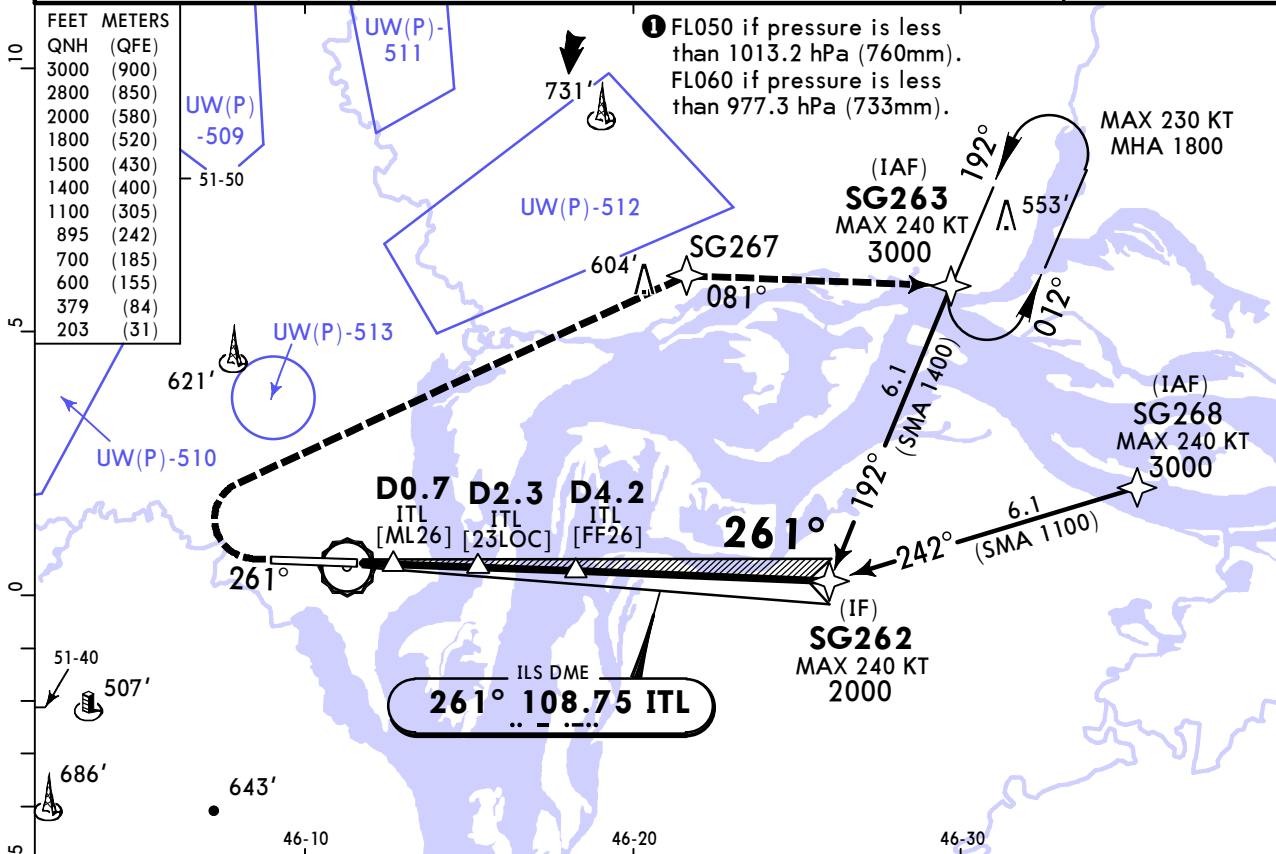 FEET METERS
QNH (QFE)
3000 (900)
2800 (850)
2000 (580)
1800 (520)
1500 (430)
1400 (400)
1100 (305)
895 (242)
700 (185)
600 (155)
379 (84)
203 (31)
10
5
0
5
UW(P)-
511
UW(P)
-509
51-50
1 FL050 if pressure is less
than 1013.2 hPa (760mm).
FL060 if pressure is less
than 977.3 hPa (733mm).
731'
UW(P)-512
604'
SG267
081°
(IAF)
SG263
MAX 240 KT
3000
192°
MAX 230 KT
MHA 1800
553'
012°
UW(P)-513
621'
UW(P)-510
6.1
(SMA 1400)
192°
(IAF)
SG268
MAX 240 KT
3000
6.1
242°
(SMA 1100)
D0.7
ITL
[ML26]
D2.3
ITL
[23LOC]
D4.2
ITL
[FF26]
261°
261°
(IF)
SG262
MAX 240 KT
2000
ILS DME
261° 108.75 ITL
51-40
507'
686'
643'
46-10
46-20
46-30